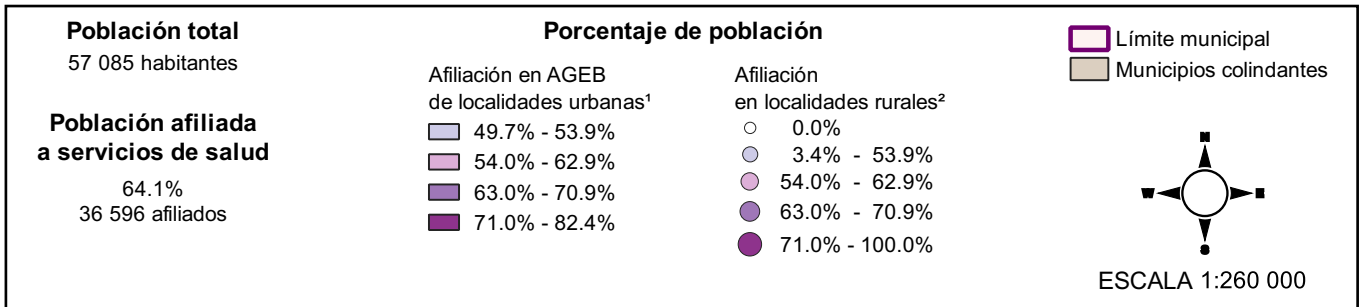 Población total
57 085 habitantes
Población afiliada
a servicios de salud
64.1%
36 596 afiliados
Porcentaje de población
Afiliación en AGEB
de localidades urbanas¹
49.7% - 53.9%
54.0% - 62.9%
63.0% - 70.9%
71.0% - 82.4%
Afiliación
en localidades rurales²
0.0%
3.4% - 53.9%
54.0% - 62.9%
63.0% - 70.9%
71.0% - 100.0%
Límite municipal
Municipios colindantes
N
W E
S
ESCALA 1:260 000